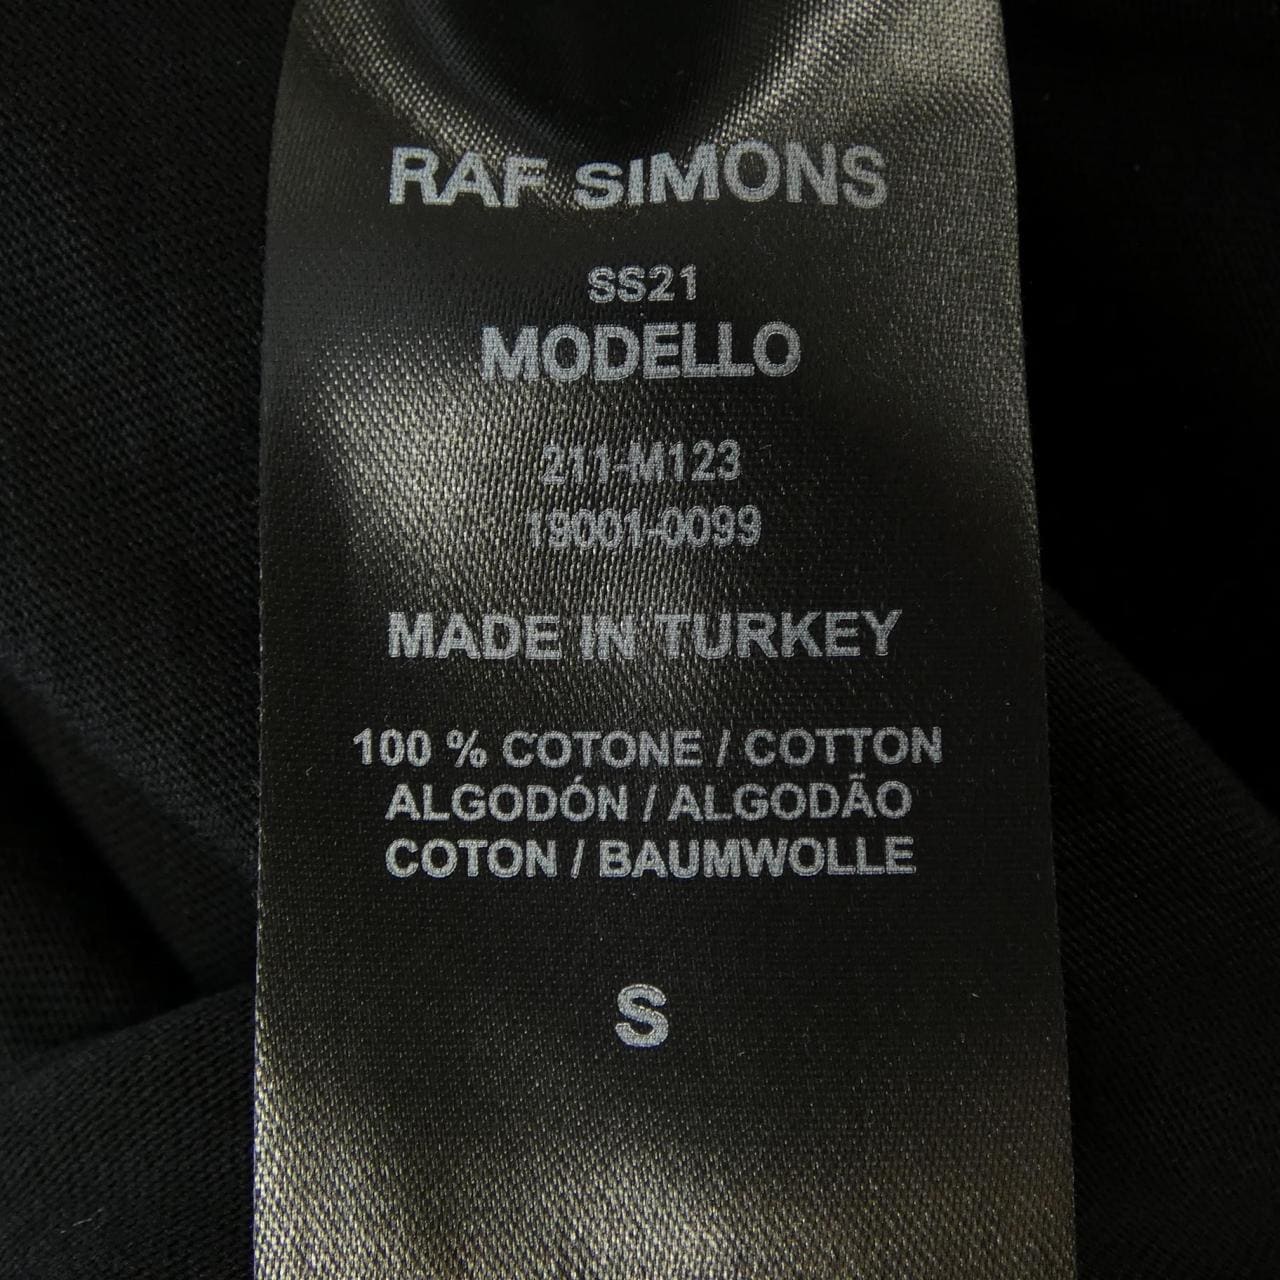 RAF SIMONS
SS21
MODELLO
211-M123
19001-0099
MADE IN TURKEY
100 % COTONE / COTTON
ALGODÓN / ALGODÃO
COTON / BAUMWOLLE
S